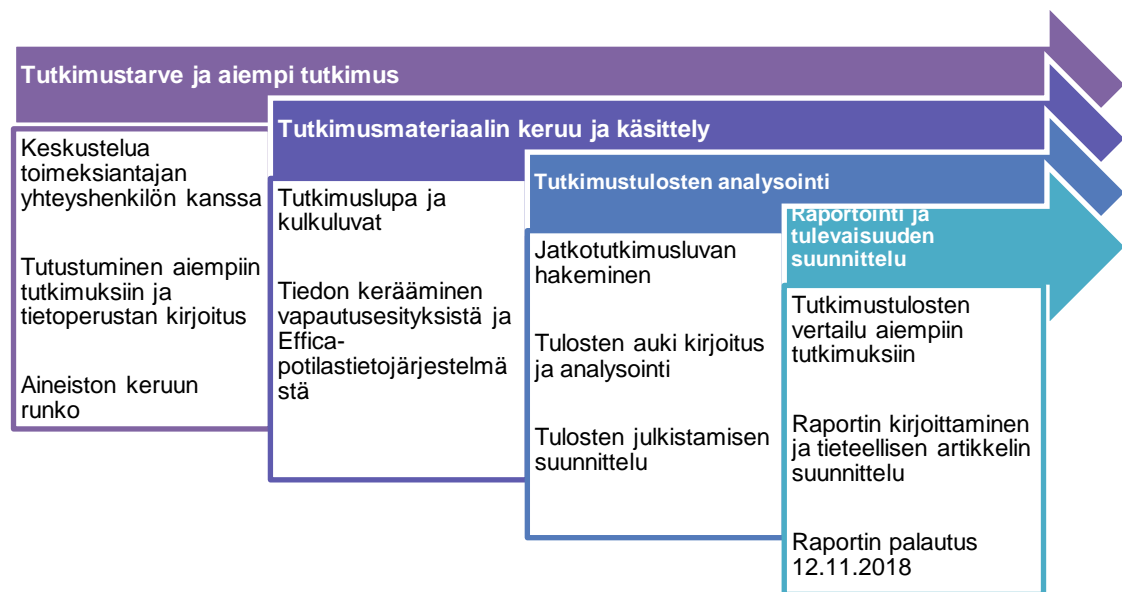 Tutkimustarve ja aiempi tutkimus
Keskustelua
toimeksiantajan
yhteyshenkilön kanssa
Tutustuminen aiempiin
tutkimuksiin ja
tietoperustan kirjoitus
Aineiston keruun
runko
Tutkimusmateriaalin keruu ja käsittely
Tutkimuslupa ja
kulkuluvat
Tiedon kerääminen
vapautusesityksistä ja
Effica-
potilastietojärjestelmä
stä
Tutkimustulosten analysointi
Jatkotutkimusluvan
hakeminen
Tulosten auki kirjoitus
ja analysointi
Tulosten julkistamisen
suunnittelu
Raportointi ja
tulevaisuuden
suunnittelu
Tutkimustulosten
vertailu aiempiin
tutkimuksiin
Raportin kirjoittaminen
ja tieteellisen artikkelin
suunnittelu
Raportin palautus
12.11.2018